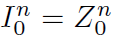 $I_0^n = Z_0^n$